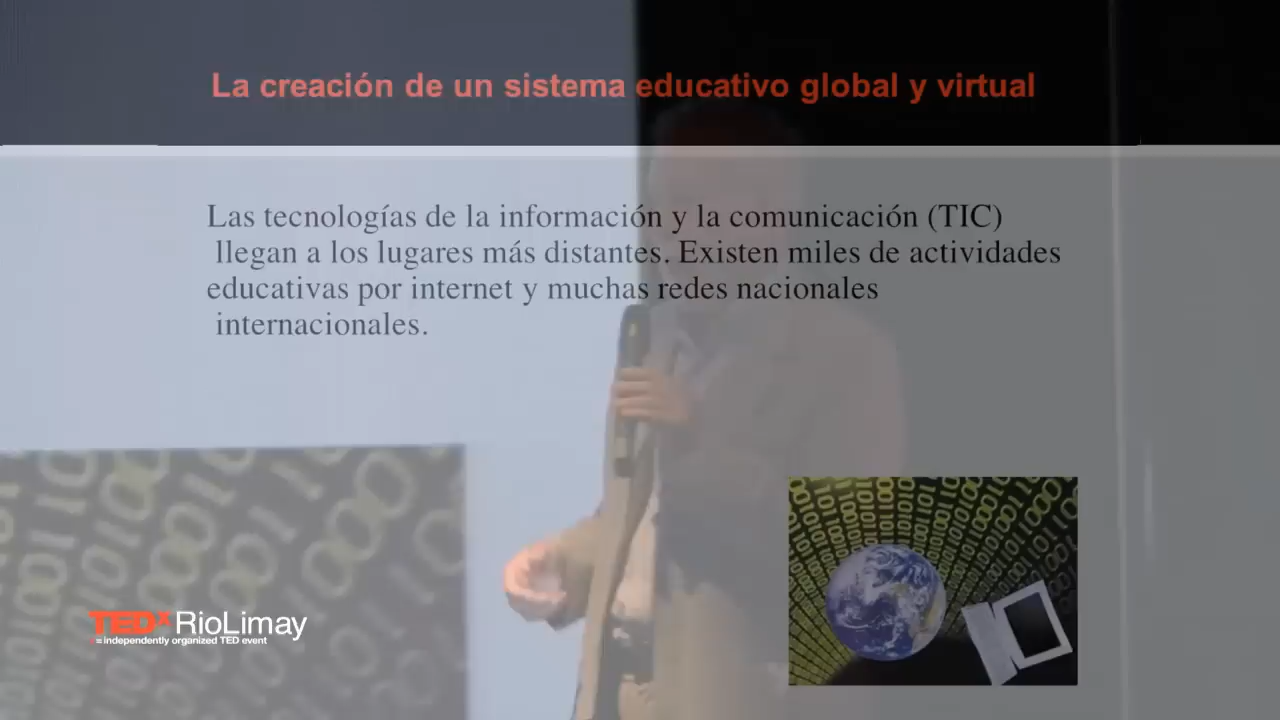 La creación de un sistema educativo global y virtual
Las tecnologías de la información y la comunicación (TIC)
llegan a los lugares más distantes. Existen miles de actividades
educativas por internet y muchas redes nacionales
internacionales.
TEDxRioLimay
x = independently organized TED event